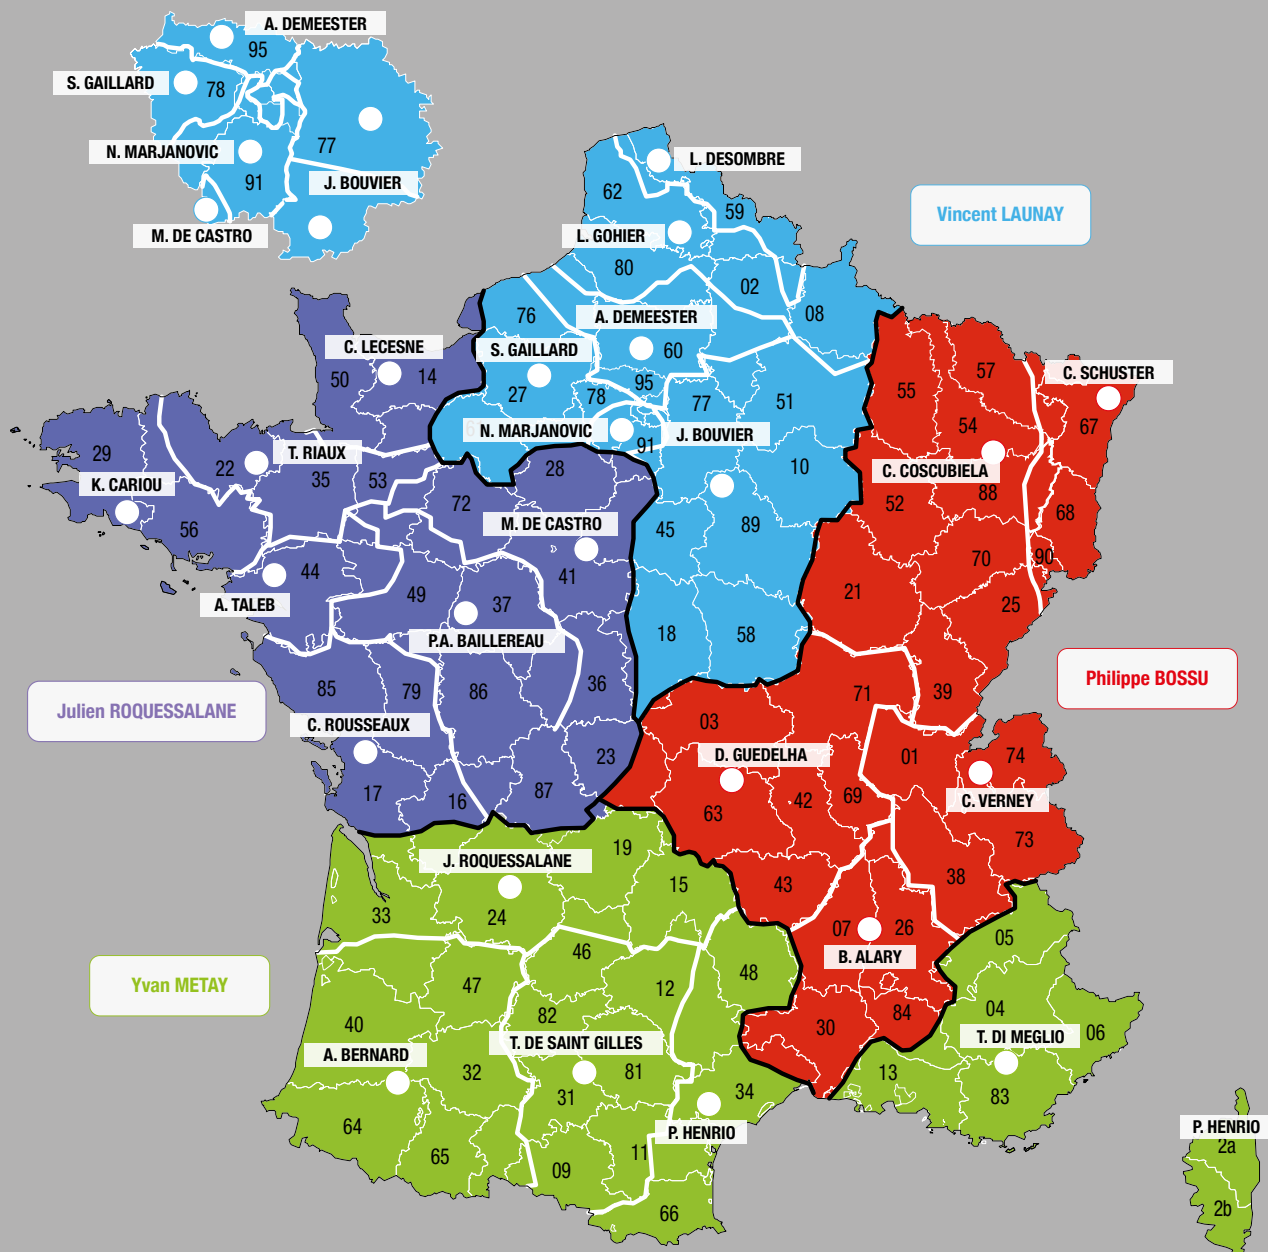 A. DEMEESTER
95
S. GAILLARD
78
N. MARJANOVIC
77
91
J. BOUVIER
M. DE CASTRO
L. DESOMBRE
62
59
Vincent LAUNAY
L. GOHIER
80
02
08
76
A. DEMEESTER
S. GAILLARD
60
C. LECESNE
50
14
27
78
95
77
51
55
57
C. SCHUSTER
67
6
N. MARJANOVIC
91
J. BOUVIER
54
29
22
T. RIAUX
35
53
28
10
C. COSCUBIELA
88
K. CARIOU
72
52
68
56
M. DE CASTRO
45
89
44
41
70
90
A. TALEB
49
37
21
25
P.A. BAILLEREAU
18
58
85
79
86
36
71
39
Philippe BOSSU
Julien ROQUESSALANE
C. ROUSSEAUX
03
23
D. GUEDELHA
01
74
17
16
87
63
42
69
C. VERNEY
73
J. ROQUESSALANE
19
15
43
38
33
24
07
26
B. ALARY
05
46
48
Yvan METAY
47
12
40
82
30
84
04
06
A. BERNARD
T. DE SAINT GILLES
T. DI MEGLIO
32
81
13
31
34
83
64
P. HENRIO
P. HENRIO
65
09
11
2a
66
2b